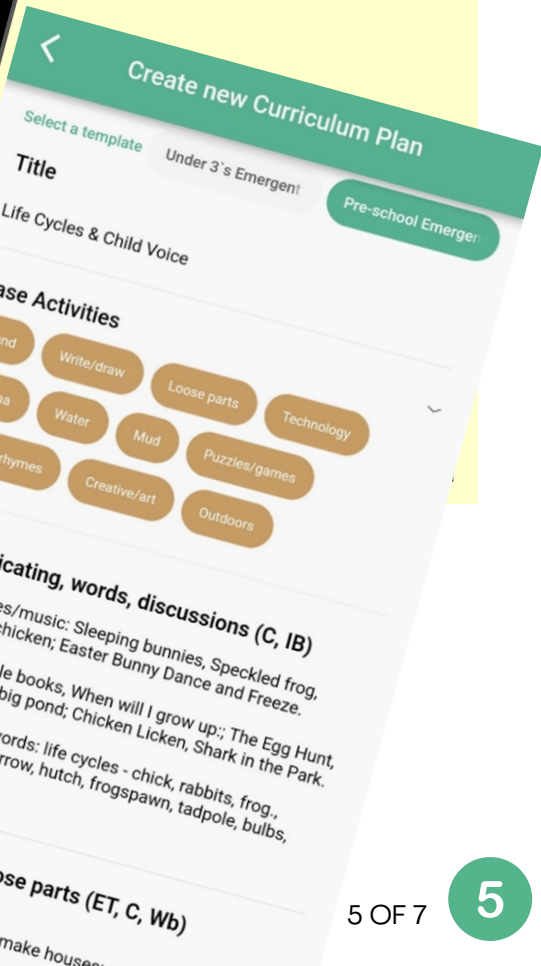 Create new Curriculum Plan
Select a template
Under 3`s Emergent
Pre-school Emergen
Title
Life Cycles & Child Voice
ase Activities
nd
Write/draw
Loose parts
Technology
na
Water
Mud
Puzzles/games
rhymes
Creative/art
Outdoors
icating, words, discussions (C, IB)
es/music: Sleeping bunnies, Speckled frog,
chicken; Easter Bunny Dance and Freeze.
le books, When will I grow up:; The Egg Hunt,
big pond; Chicken Licken, Shark in the Park.
ords: life cycles - chick, rabbits, frog.,
rrow, hutch, frogspawn, tadpole, bulbs,
ose parts (ET, C, Wb)
make houses
5 OF 7
5